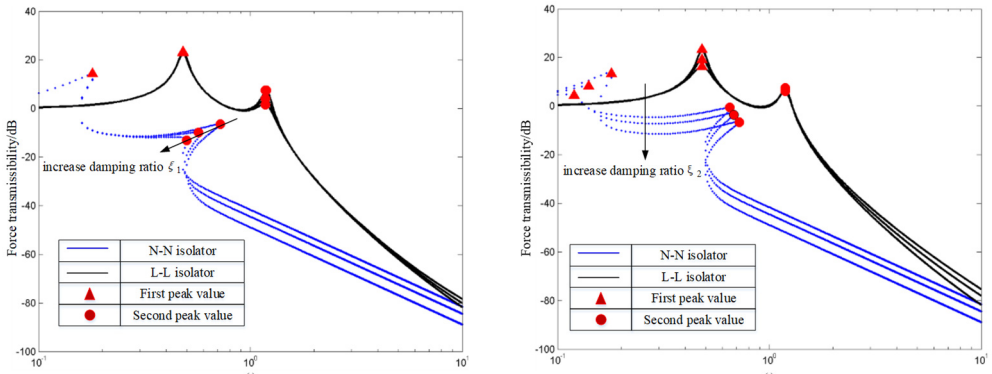 40
20
0
-20
-40
-60
-80
-100
Force transmissibility/dB
increase damping ratio ξ1
N-N isolator
L-L isolator
First peak value
Second peak value
10-1
100
101
40
20
0
-20
-40
-60
-80
-100
Force transmissibility/dB
increase damping ratio ξ2
N-N isolator
L-L isolator
First peak value
Second peak value
10-1
100
101